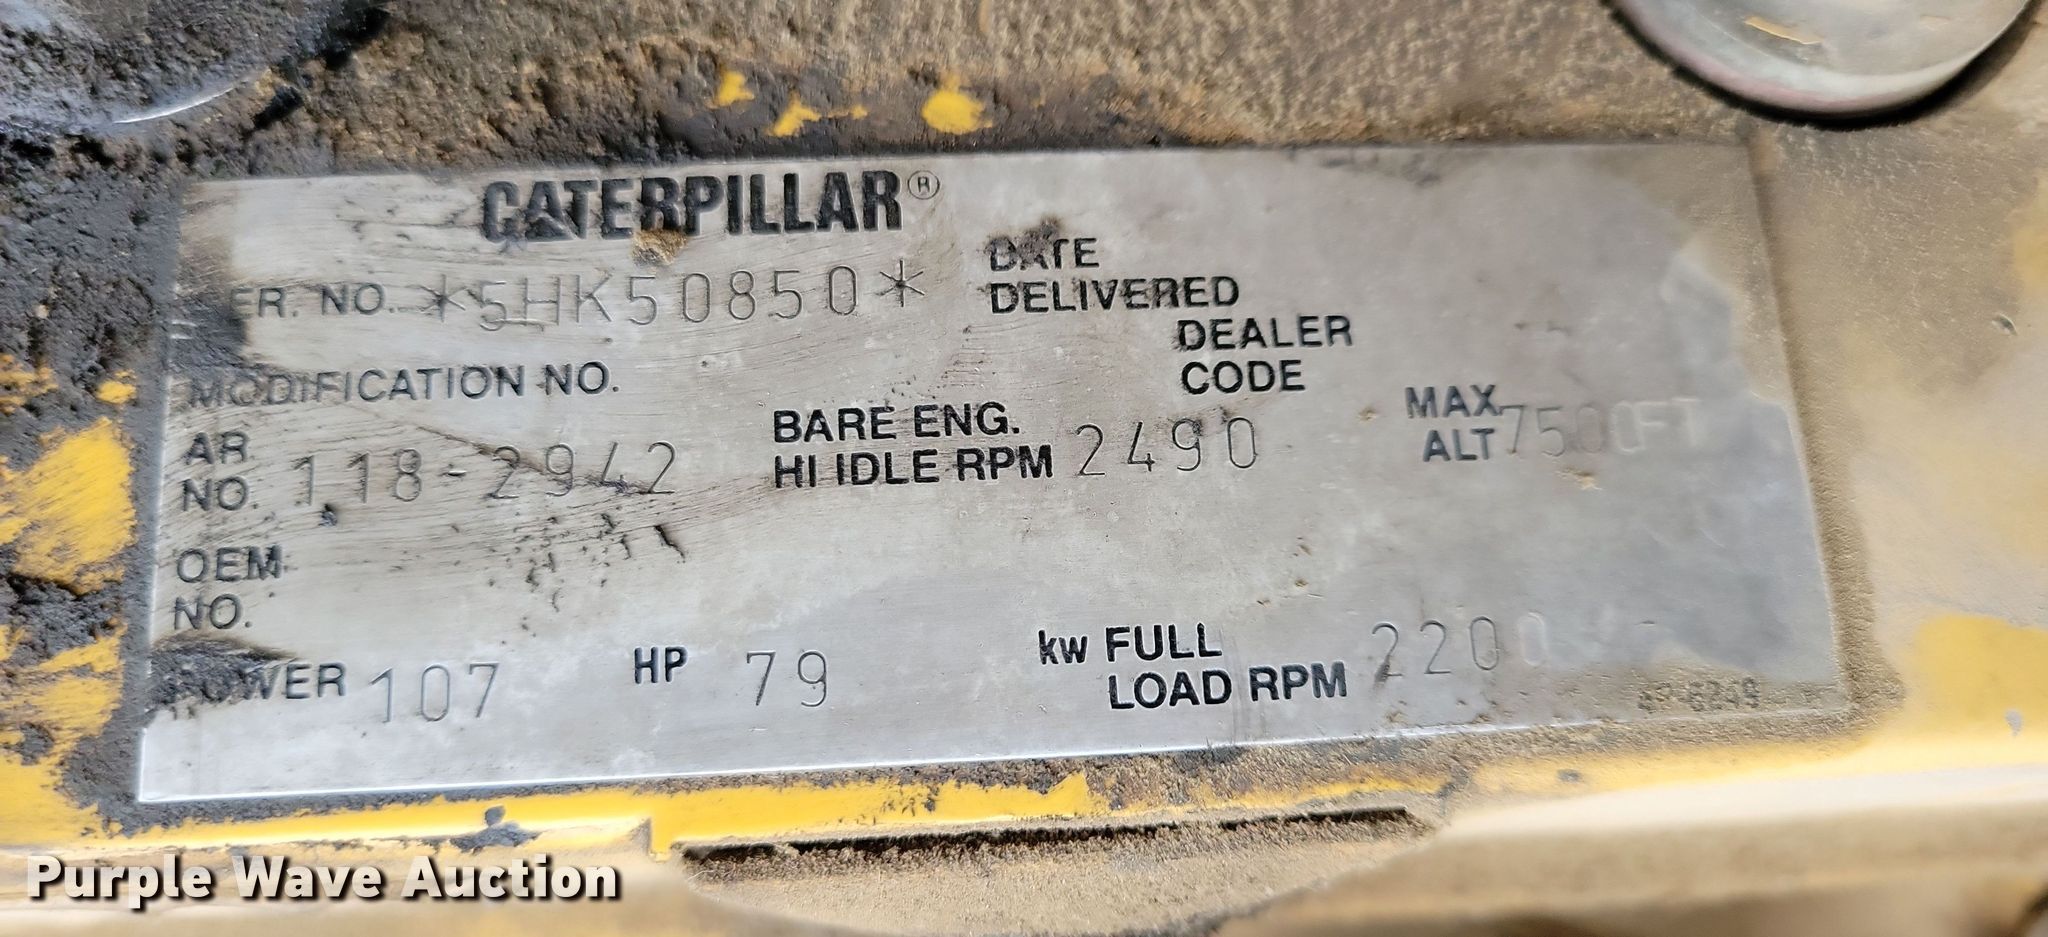 CATERPILLAR®
SER. NO. *5HK50850*
DATE
DELIVERED
DEALER
CODE
MODIFICATION NO.
AR
NO. 118-2942
BARE ENG.
HI IDLE RPM 2490
MAX
ALT 7500FT
OEM
NO.
POWER 107 HP 79 kw FULL
LOAD RPM 2200
Purple Wave Auction